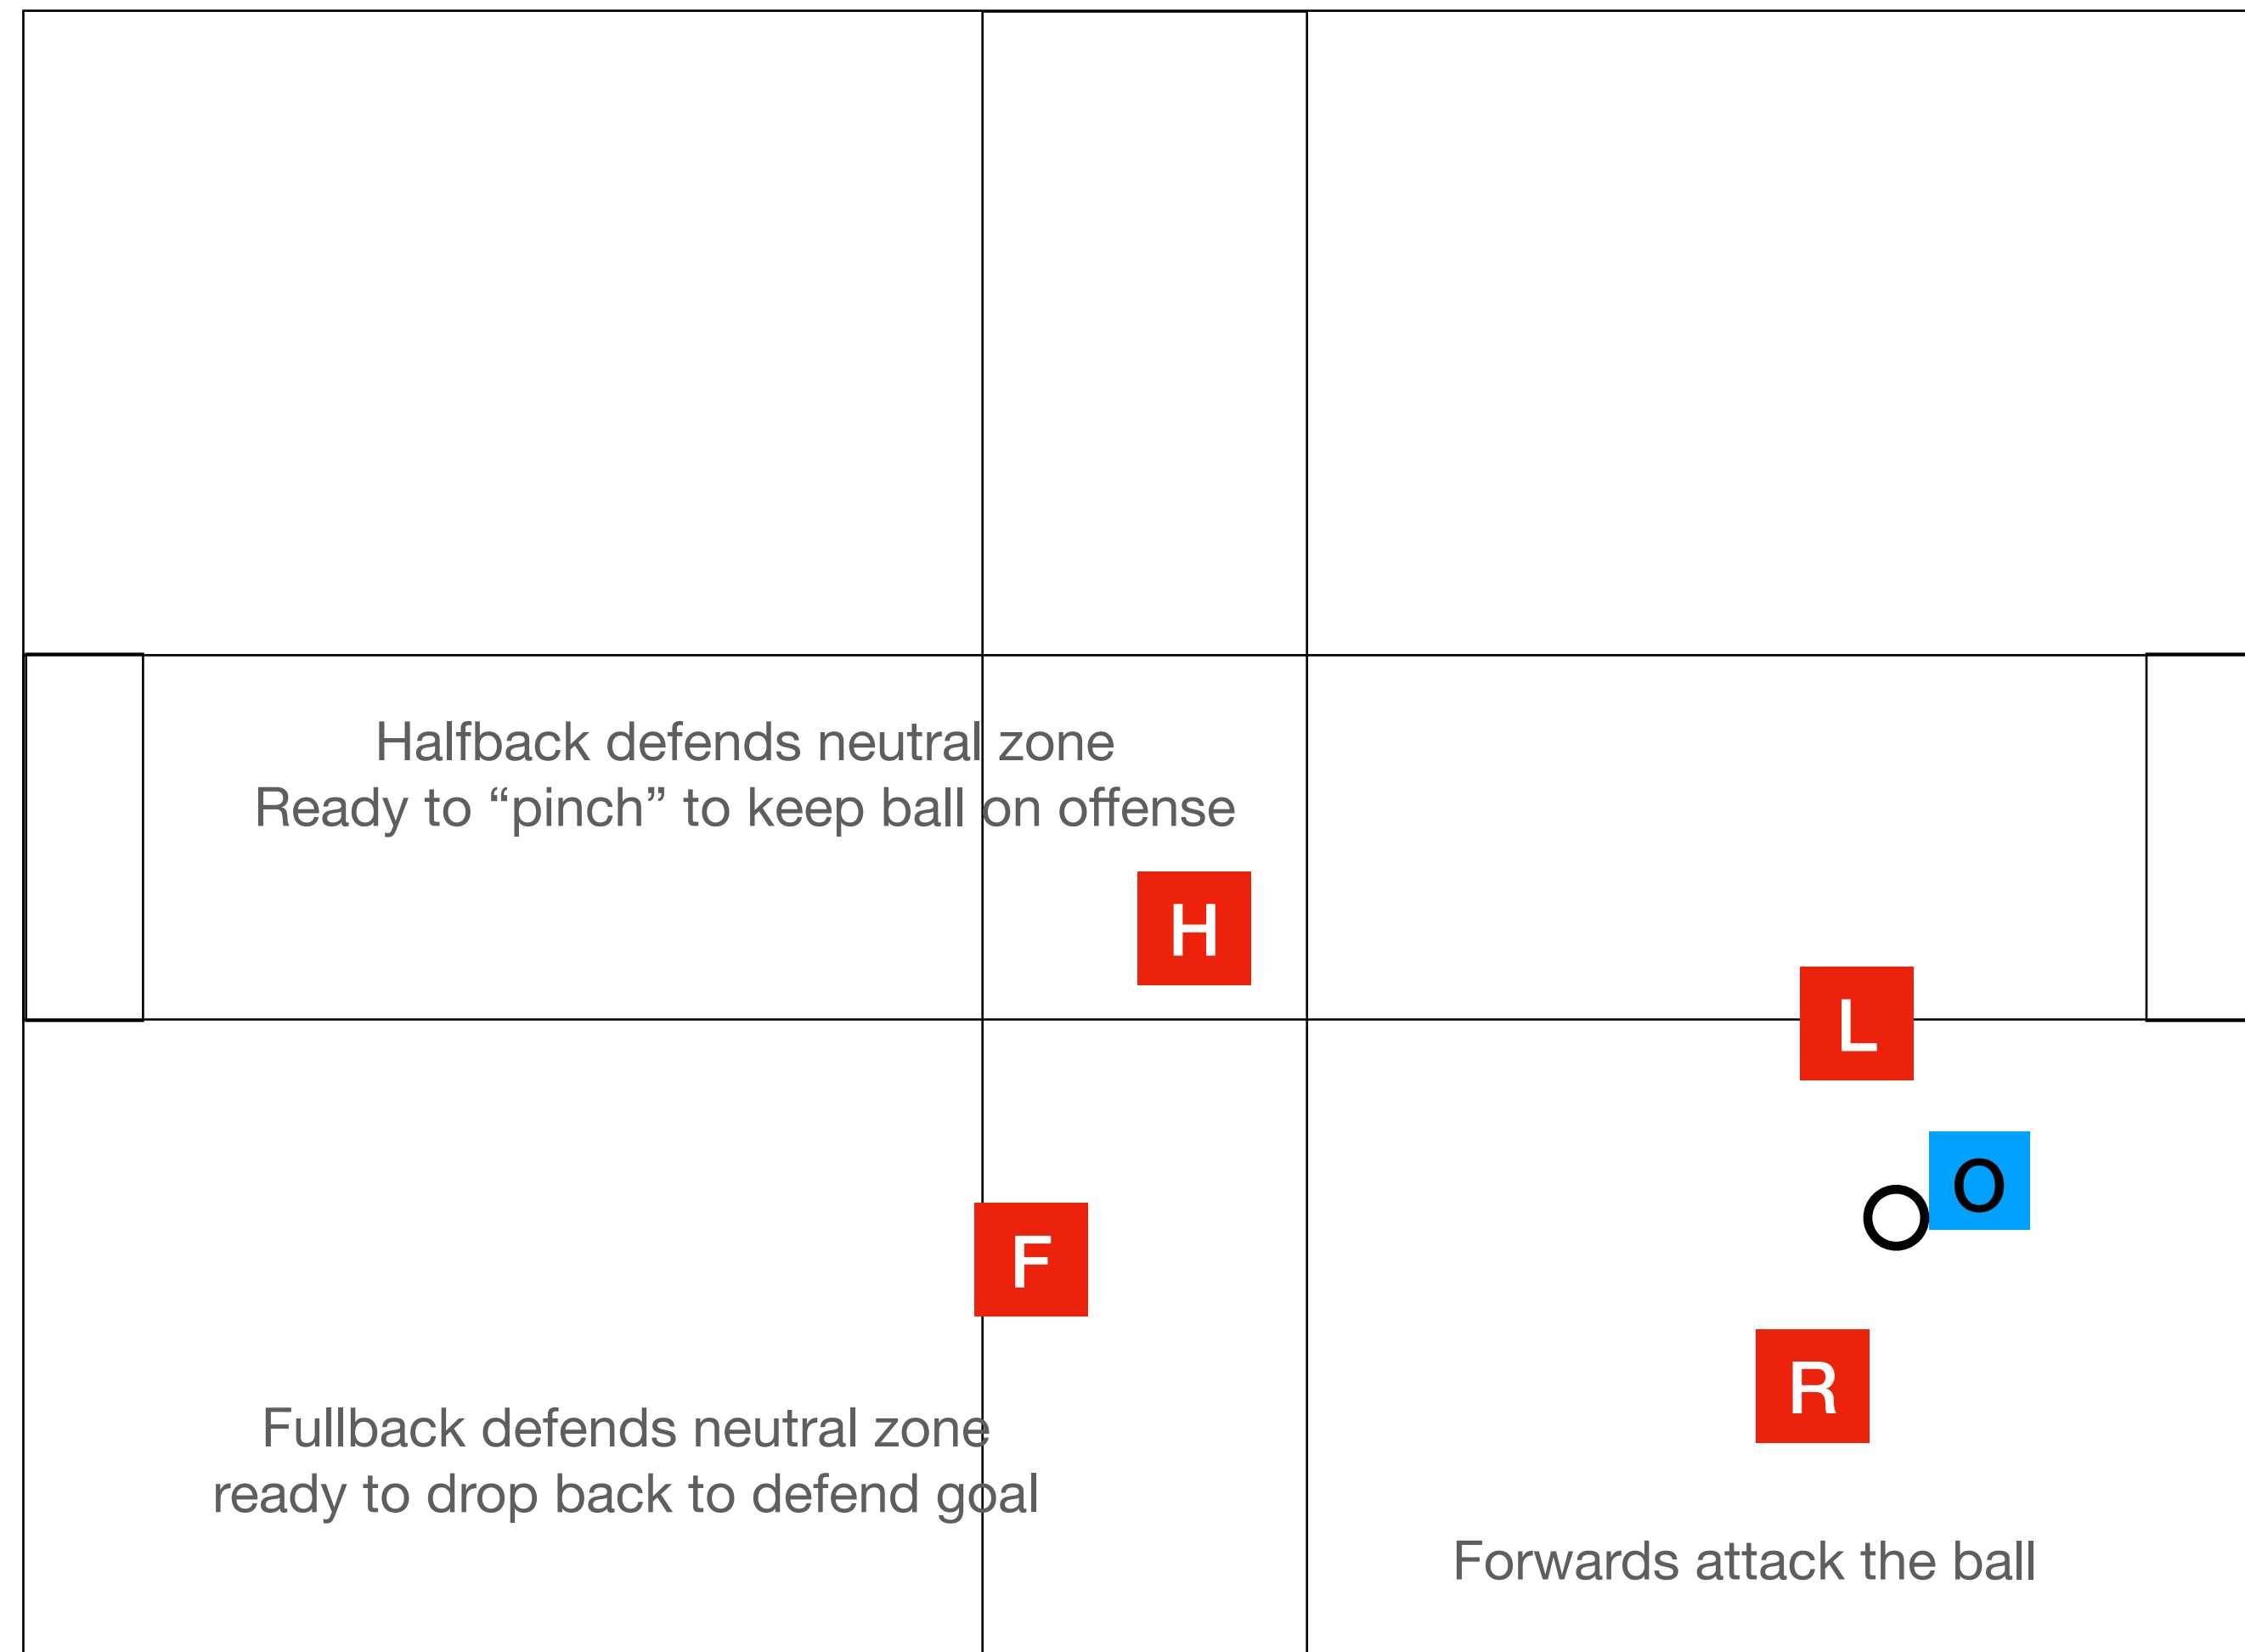 Halfback defends neutral zone
Ready to “pinch” to keep ball on offense
H
L
O
F
R
Fullback defends neutral zone
ready to drop back to defend goal
Forwards attack the ball